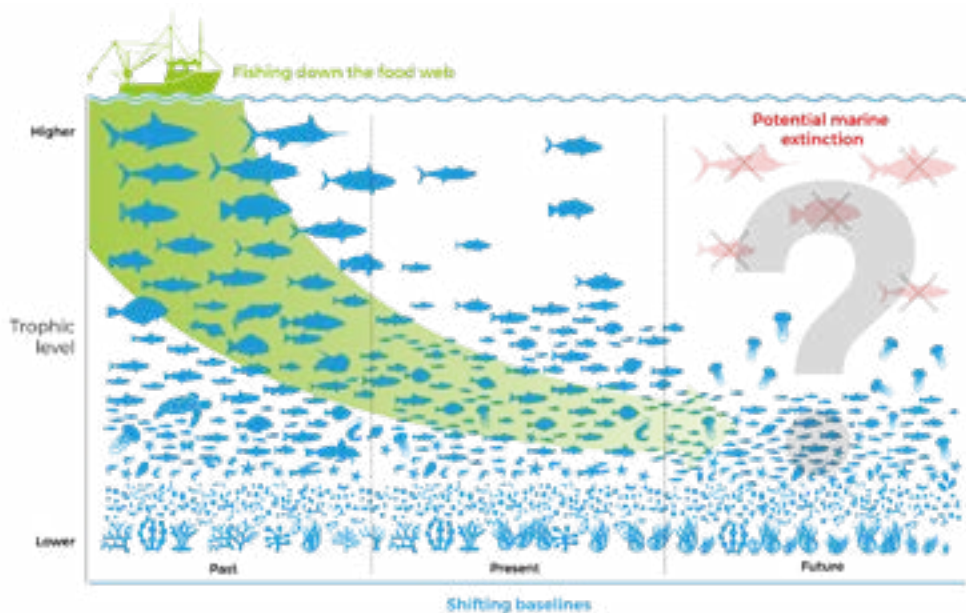 Fishing down the food web
Higher
Potential marine
extinction
Trophic
level
Lower
Past
Present
Future
Shifting baselines